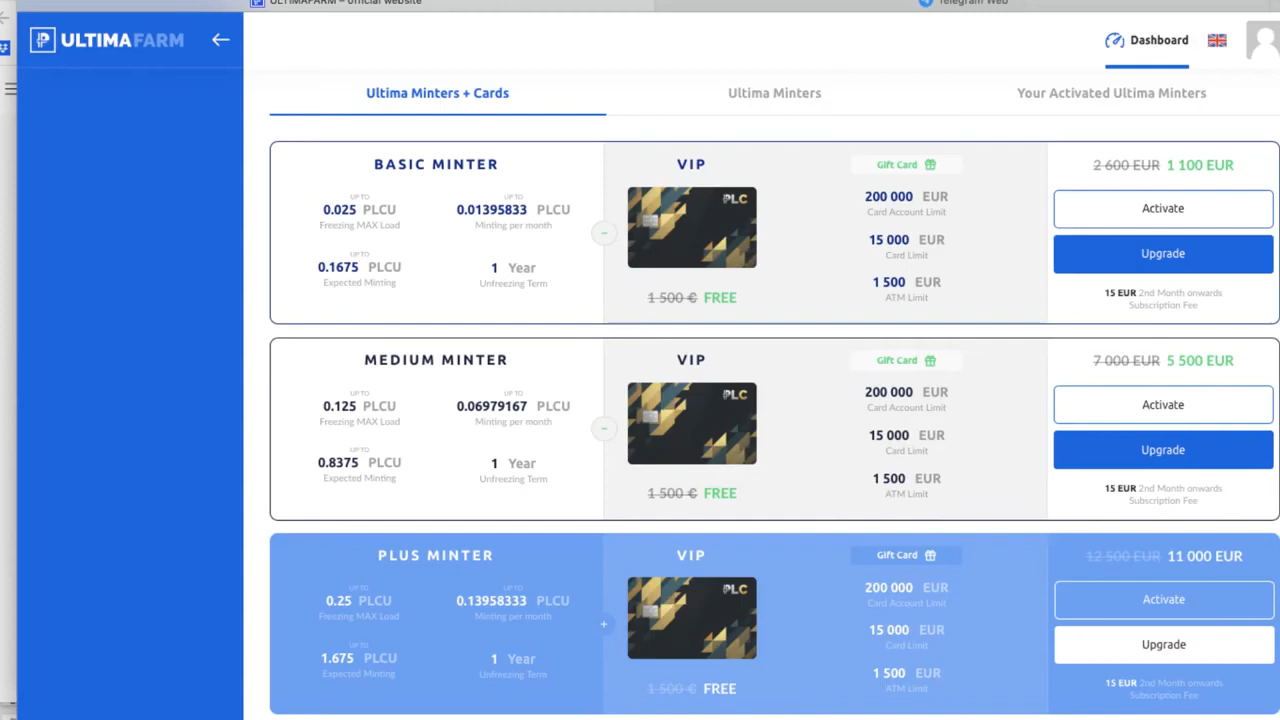 ULTIMAFARM – official website
Telegram Web
ULTIMAFARM
Dashboard
Ultima Minters + Cards
Ultima Minters
Your Activated Ultima Minters
BASIC MINTER
UP TO
0.025 PLCU
Freezing MAX Load
UP TO
0.01395833 PLCU
Minting per month
UP TO
0.1675 PLCU
Expected Minting
1 Year
Unfreezing Term
VIP
PLC
1 500 € FREE
Gift Card
200 000 EUR
Card Account Limit
15 000 EUR
Card Limit
1 500 EUR
ATM Limit
2 600 EUR 1 100 EUR
Activate
Upgrade
15 EUR 2nd Month onwards
Subscription Fee
MEDIUM MINTER
UP TO
0.125 PLCU
Freezing MAX Load
UP TO
0.06979167 PLCU
Minting per month
UP TO
0.8375 PLCU
Expected Minting
1 Year
Unfreezing Term
VIP
PLC
1 500 € FREE
Gift Card
200 000 EUR
Card Account Limit
15 000 EUR
Card Limit
1 500 EUR
ATM Limit
7 000 EUR 5 500 EUR
Activate
Upgrade
15 EUR 2nd Month onwards
Subscription Fee
PLUS MINTER
UP TO
0.25 PLCU
Freezing MAX Load
UP TO
0.13958333 PLCU
Minting per month
UP TO
1.675 PLCU
Expected Minting
1 Year
Unfreezing Term
VIP
PLC
1 500 € FREE
Gift Card
200 000 EUR
Card Account Limit
15 000 EUR
Card Limit
1 500 EUR
ATM Limit
12 500 EUR 11 000 EUR
Activate
Upgrade
15 EUR 2nd Month onwards
Subscription Fee